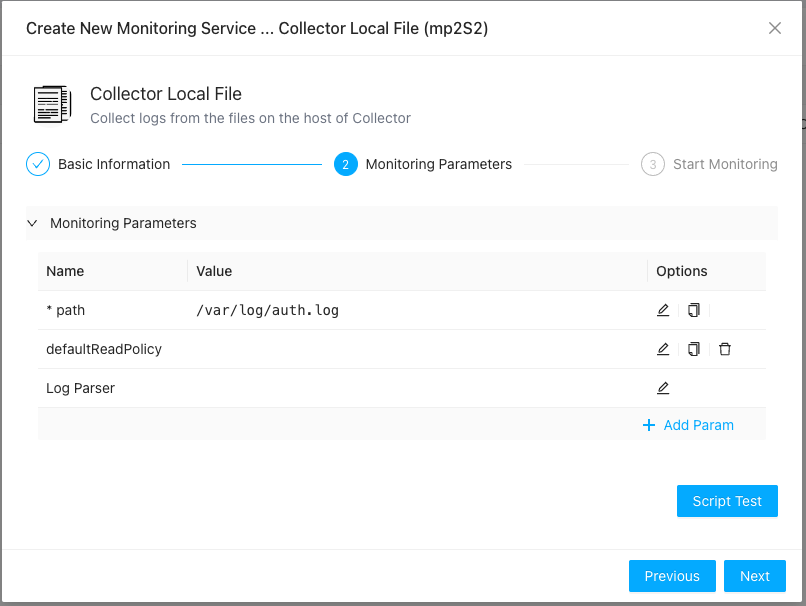 Create New Monitoring Service ... Collector Local File (mp2S2)
Collector Local File
Collect logs from the files on the host of Collector
Basic Information
2 Monitoring Parameters
3 Start Monitoring
Monitoring Parameters
Name Value Options
* path /var/log/auth.log
defaultReadPolicy
Log Parser
+ Add Param
Script Test
Previous Next